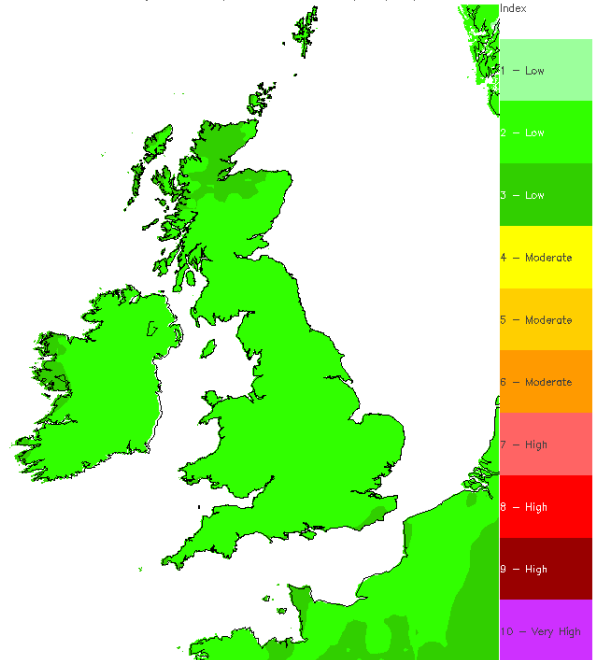 Index
1 - Low
2 - Low
3 - Low
4 - Moderate
5 - Moderate
6 - Moderate
7 - High
8 - High
9 - High
10 - Very High